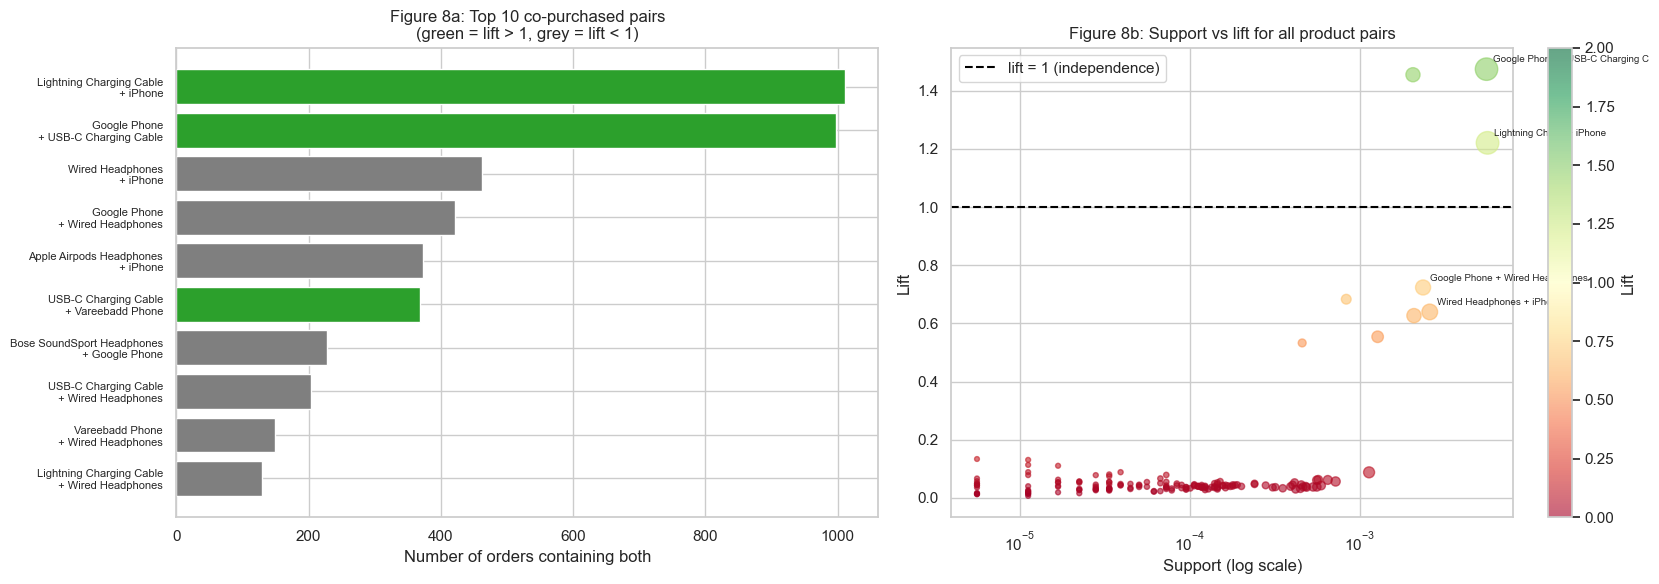 Figure 8a: Top 10 co-purchased pairs
(green = lift > 1, grey = lift < 1)
Lightning Charging Cable
+ iPhone
Google Phone
+ USB-C Charging Cable
Wired Headphones
+ iPhone
Google Phone
+ Wired Headphones
Apple Airpods Headphones
+ iPhone
USB-C Charging Cable
+ Vareebadd Phone
Bose SoundSport Headphones
+ Google Phone
USB-C Charging Cable
+ Wired Headphones
Vareebadd Phone
+ Wired Headphones
Lightning Charging Cable
+ Wired Headphones
0 200 400 600 800 1000
Number of orders containing both
Figure 8b: Support vs lift for all product pairs
lift = 1 (independence)
Google SB-C Charging C
Lightning iPhone
Google Phone + Wired
Wired Headphones +
Lift
1.4
1.2
1.0
0.8
0.6
0.4
0.2
0.0
10⁻⁵ 10⁻⁴ 10⁻³
Support (log scale)
2.00
1.75
1.50
1.25
1.00
0.75
0.50
0.25
0.00
Lift